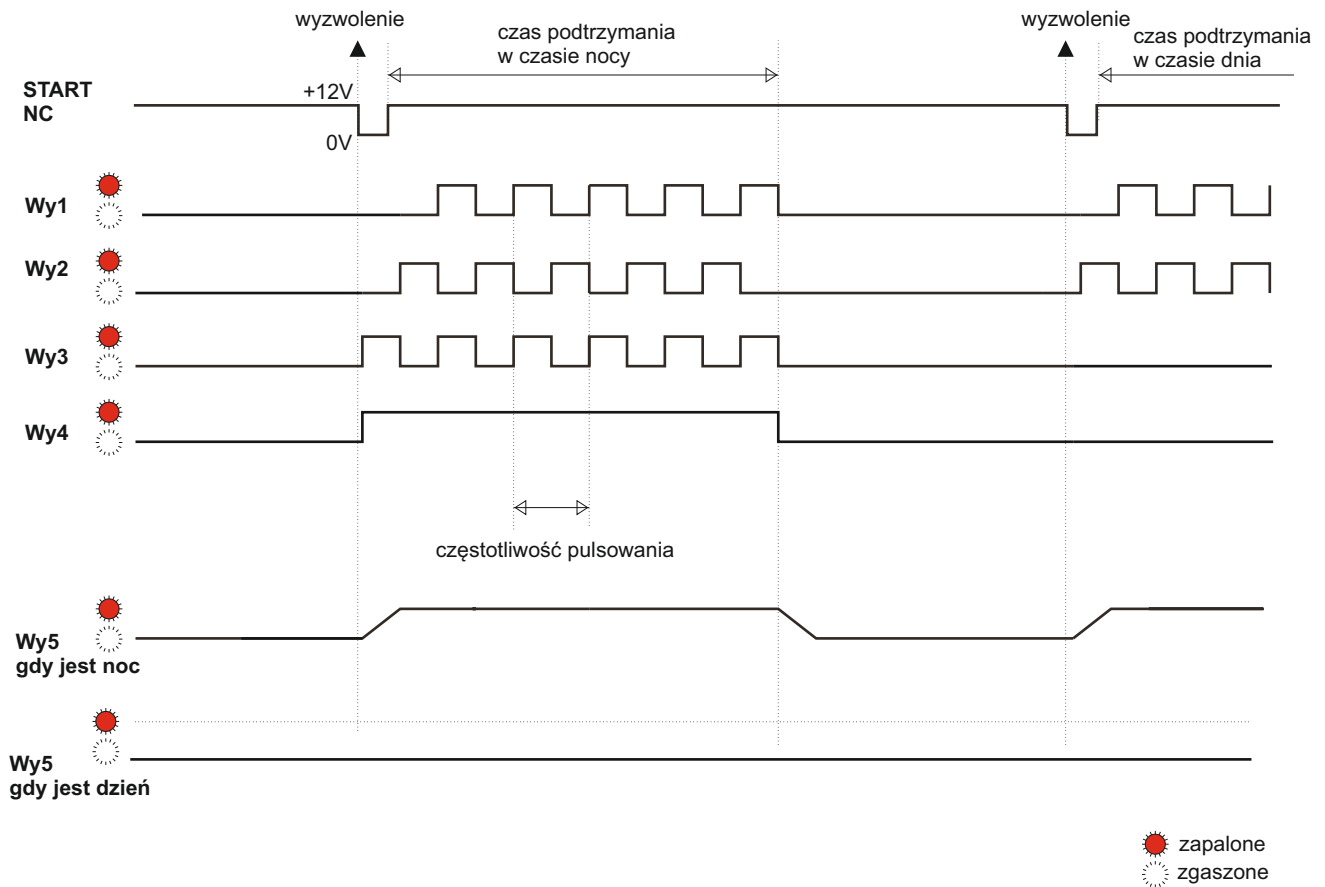 wyzwolenie
czas podtrzymania
w czasie nocy
wyzwolenie
czas podtrzymania
w czasie dnia
START
NC
+12V
0V
Wy1
Wy2
Wy3
Wy4
częstotliwość pulsowania
Wy5
gdy jest noc
Wy5
gdy jest dzień
zapalone
zgaszone